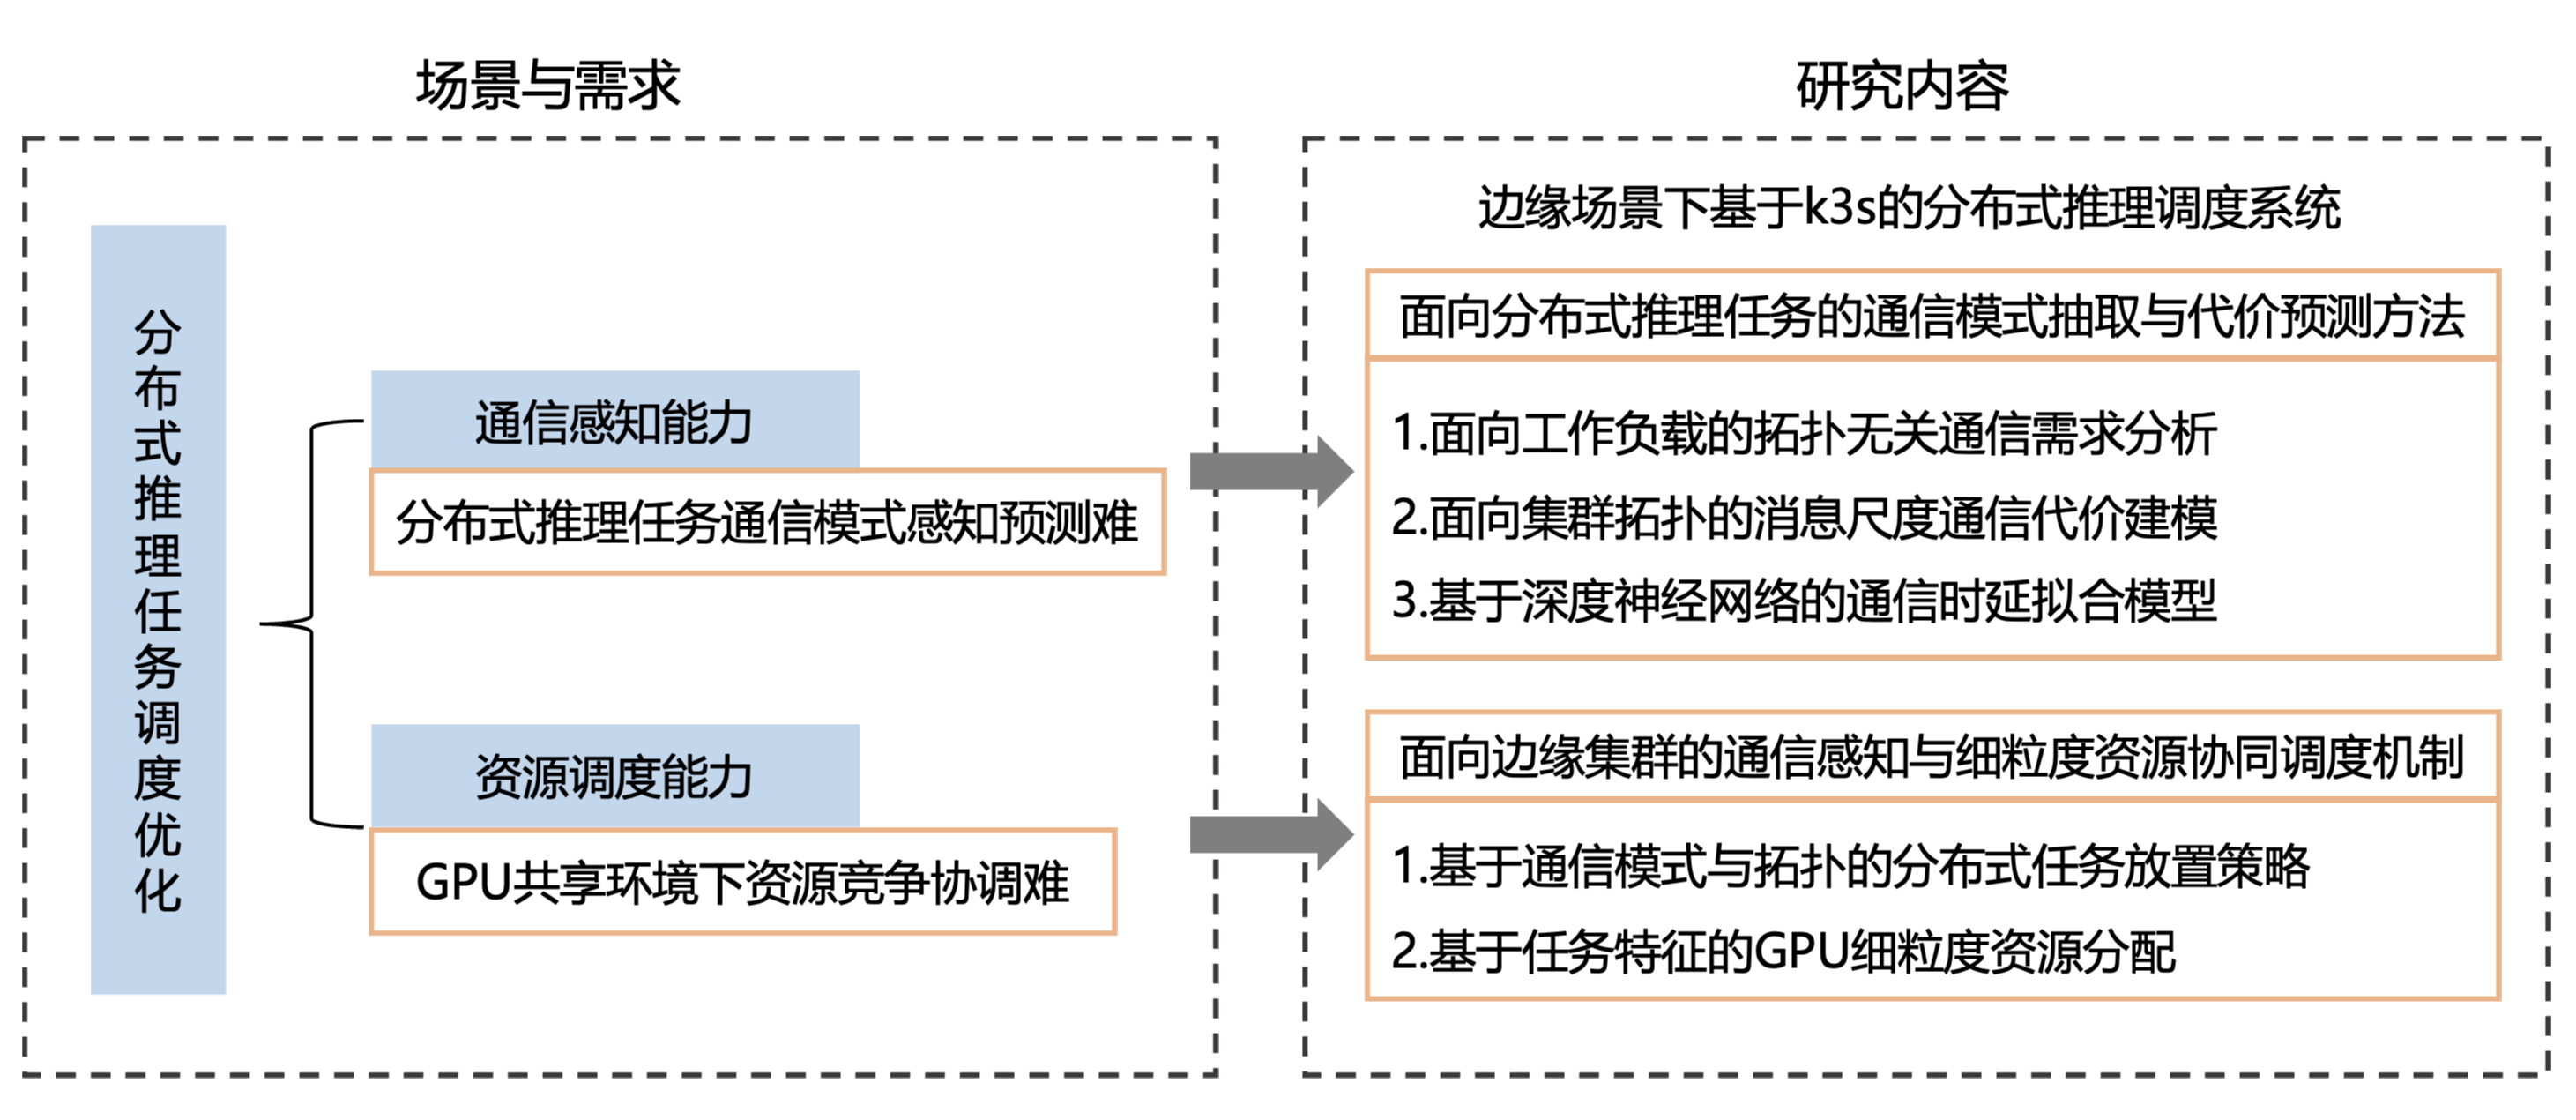 场景与需求
分布式推理任务调度优化
通信感知能力
分布式推理任务通信模式感知预测难
资源调度能力
GPU共享环境下资源竞争协调难
研究内容
边缘场景下基于k3s的分布式推理调度系统
面向分布式推理任务的通信模式抽取与代价预测方法
1.面向工作负载的拓扑无关通信需求分析
2.面向集群拓扑的消息尺度通信代价建模
3.基于深度神经网络的通信时延拟合模型
面向边缘集群的通信感知与细粒度资源协同调度机制
1.基于通信模式与拓扑的分布式任务放置策略
2.基于任务特征的GPU细粒度资源分配